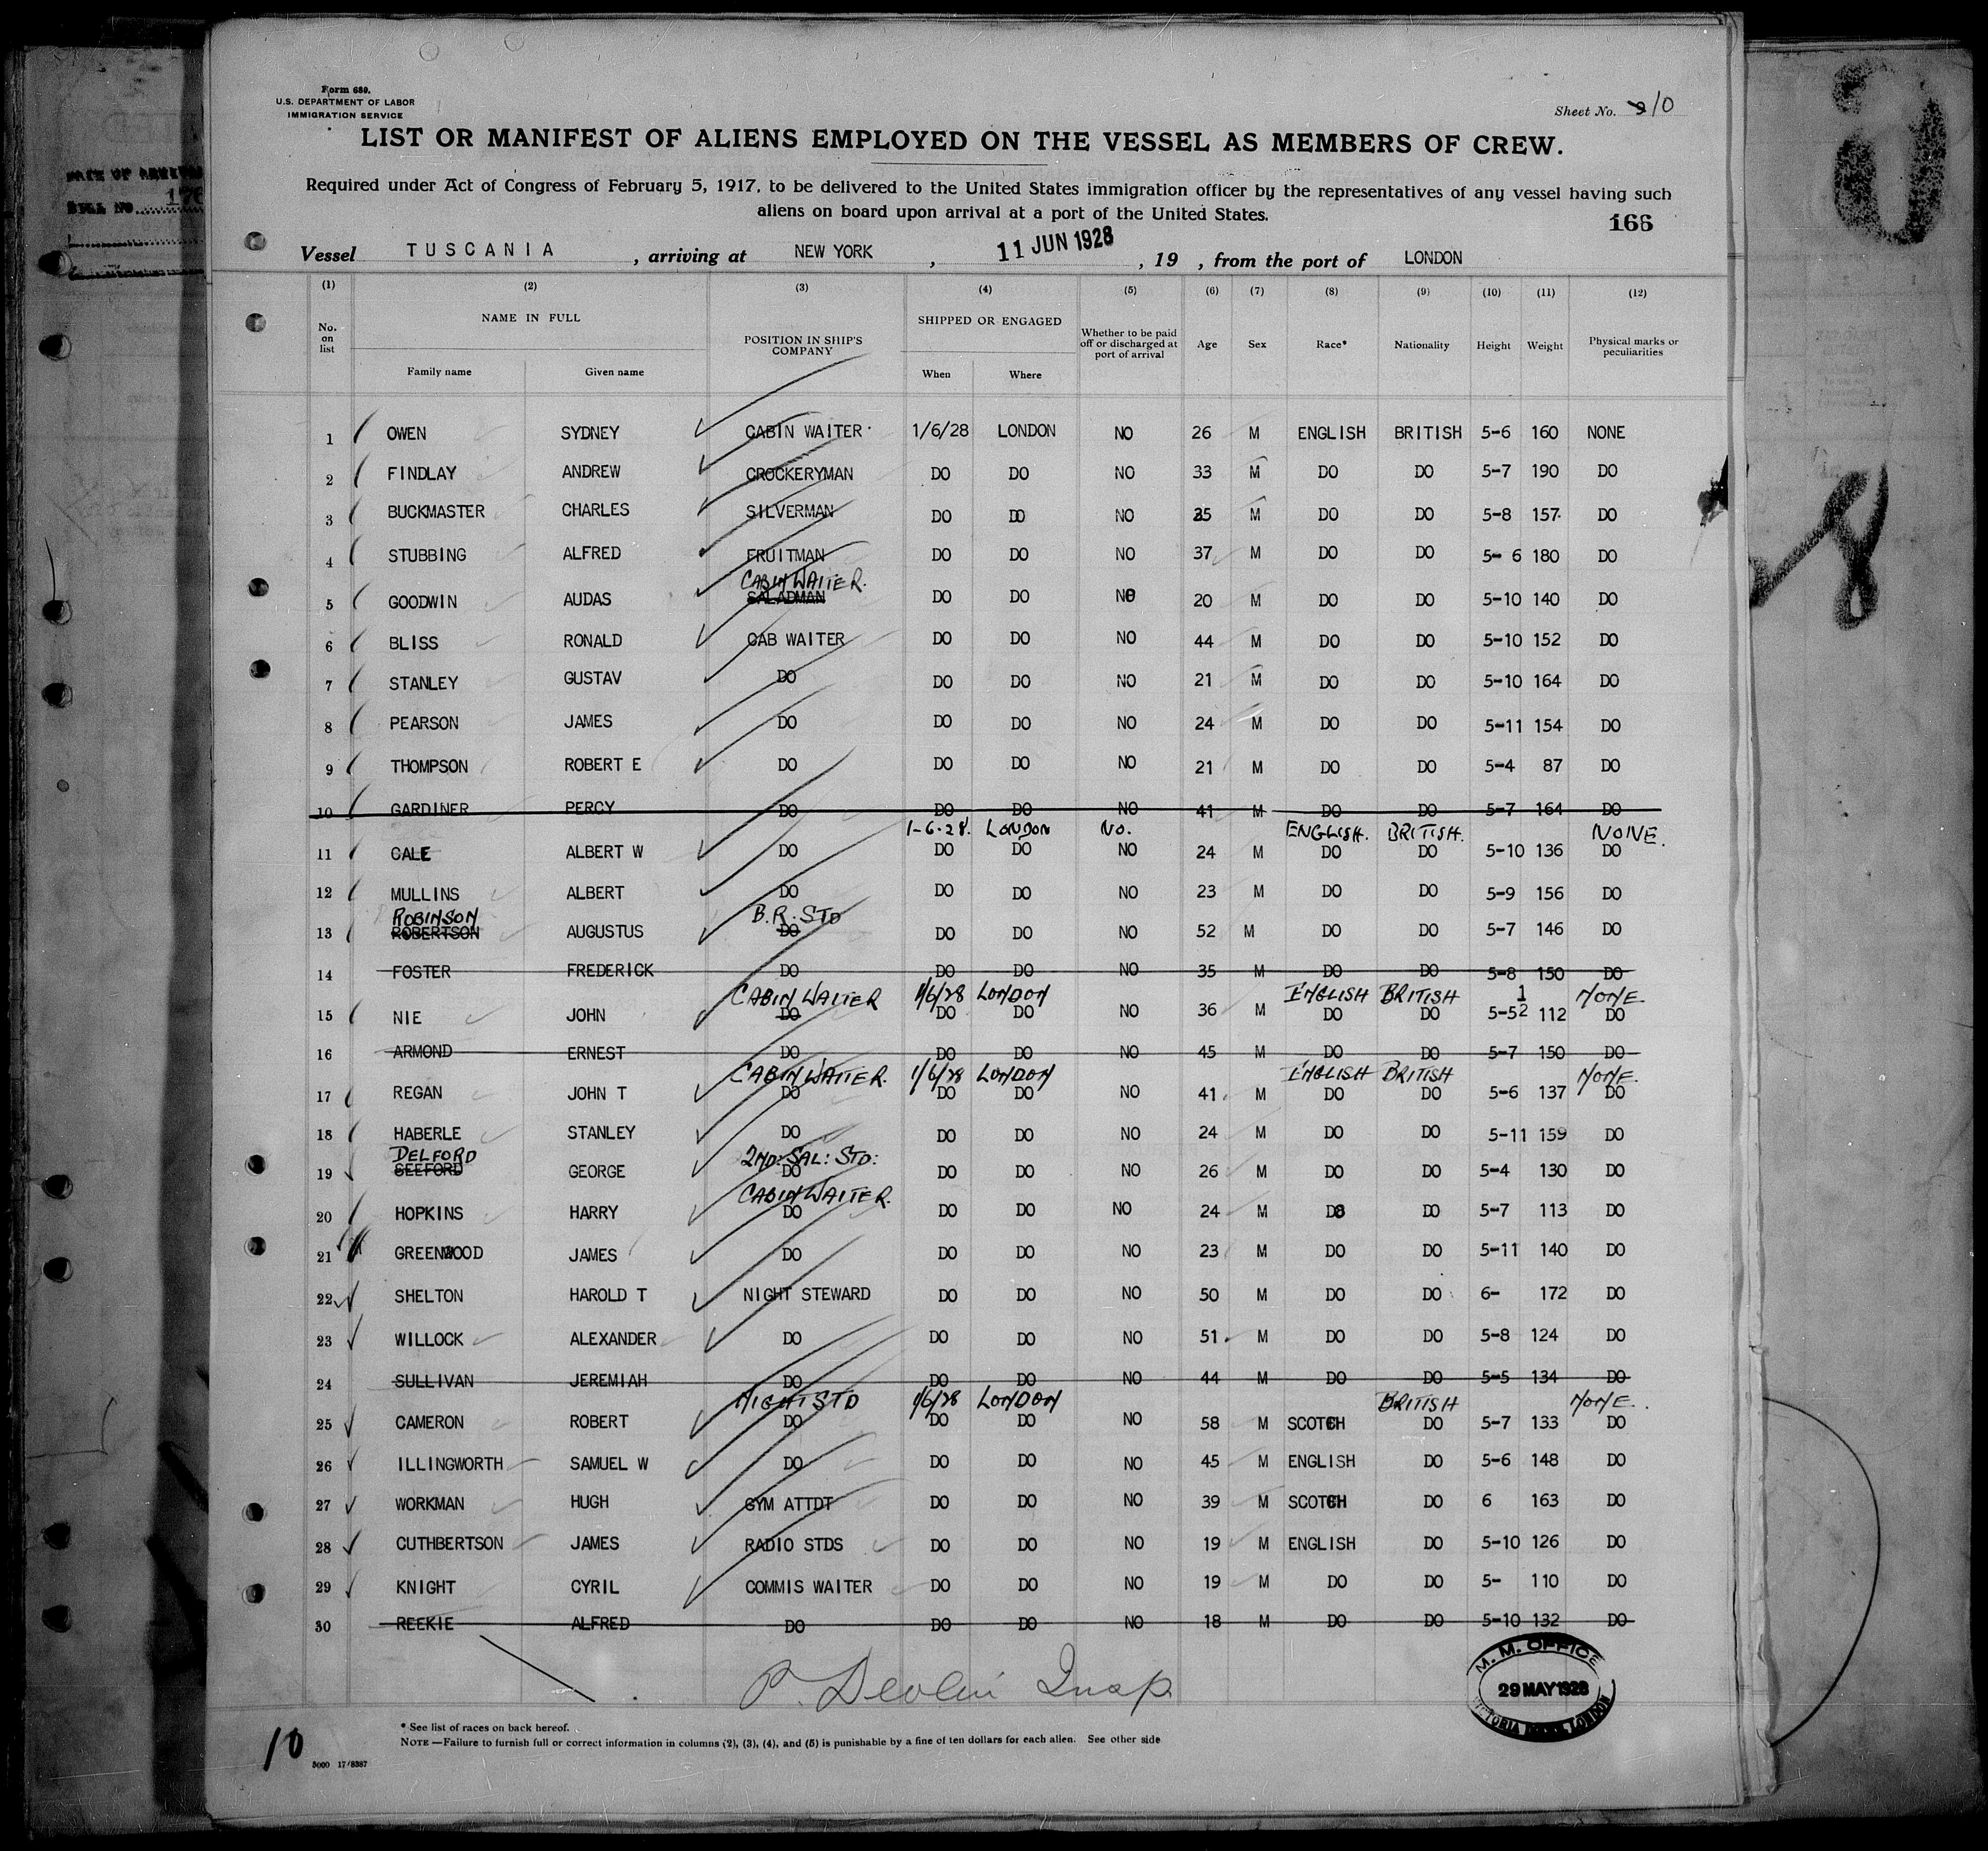 Form 680.
U.S. DEPARTMENT OF LABOR
IMMIGRATION SERVICE
Sheet No. 10
LIST OR MANIFEST OF ALIENS EMPLOYED ON THE VESSEL AS MEMBERS OF CREW.
Required under Act of Congress of February 5, 1917, to be delivered to the United States immigration officer by the representatives of any vessel having such
aliens on board upon arrival at a port of the United States.
166
Vessel TUSCANIA , arriving at NEW YORK , 11 JUN 1928 , 19 , from the port of LONDON
(1) (2) (3) (4) (5) (6) (7) (8) (9) (10) (11) (12)
No. on list NAME IN FULL Family name Given name POSITION IN SHIP'S COMPANY SHIPPED OR ENGAGED When Where Whether to be paid off or discharged at port of arrival Age Sex Race* Nationality Height Weight Physical marks or peculiarities
1 OWEN SYDNEY CABIN WAITER 1/6/28 LONDON NO 26 M ENGLISH BRITISH 5-6 160 NONE
2 FINDLAY ANDREW CROCKERYMAN DO DO NO 33 M DO DO 5-7 190 DO
3 BUCKMASTER CHARLES SILVERMAN DO DO NO 35 M DO DO 5-8 157 DO
4 STUBBING ALFRED FRUITMAN DO DO NO 37 M DO DO 5-6 180 DO
CABIN WAITER.
5 GOODWIN AUDAS SALADMAN DO DO NO 20 M DO DO 5-10 140 DO
6 BLISS RONALD CAB WAITER DO DO NO 44 M DO DO 5-10 152 DO
7 STANLEY GUSTAV DO DO DO NO 21 M DO DO 5-10 164 DO
8 PEARSON JAMES DO DO DO NO 24 M DO DO 5-11 154 DO
9 THOMPSON ROBERT E DO DO DO NO 21 M DO DO 5-4 87 DO
10 GARDINER PERCY DO DO DO NO 41 M DO DO 5-7 164 DO
1-6-28. LONDON NO. ENGLISH. BRITISH. NONE.
11 CALE ALBERT W DO DO DO NO 24 M DO DO 5-10 136 DO
12 MULLINS ALBERT DO DO DO NO 23 M DO DO 5-9 156 DO
ROBINSON B.R. STD
13 ROBERTSON AUGUSTUS DO DO DO NO 52 M DO DO 5-7 146 DO
14 FOSTER FREDERICK DO DO DO NO 35 M DO DO 5-8 150 DO
CABIN WAITER 1/6/28 LONDON ENGLISH BRITISH NONE.
15 NIE JOHN DO DO DO NO 36 M DO DO 5-5½ 112 DO
16 ARMOND ERNEST DO DO DO NO 45 M DO DO 5-7 150 DO
CABIN WAITER. 1/6/28 LONDON ENGLISH BRITISH NONE.
17 REGAN JOHN T DO DO DO NO 41 M DO DO 5-6 137 DO
18 HABERLE STANLEY DO DO DO NO 24 M DO DO 5-11 159 DO
DELFORD 2ND: SAL: STD:
19 GEORGE DO DO DO NO 26 M DO DO 5-4 130 DO
CABIN WAITER.
20 HOPKINS HARRY DO DO DO NO 24 M DO DO 5-7 113 DO
21 GREENWOOD JAMES DO DO DO NO 23 M DO DO 5-11 140 DO
22 SHELTON HAROLD T NIGHT STEWARD DO DO NO 50 M DO DO 6- 172 DO
23 WILLOCK ALEXANDER DO DO DO NO 51 M DO DO 5-8 124 DO
24 SULLIVAN JEREMIAH DO DO DO NO 44 M DO DO 5-5 134 DO
NIGHT STD 1/6/28 LONDON BRITISH NONE.
25 CAMERON ROBERT DO DO DO NO 58 M SCOTCH DO 5-7 133 DO
26 ILLINGWORTH SAMUEL W DO DO DO NO 45 M ENGLISH DO 5-6 148 DO
27 WORKMAN HUGH GYM ATTDT DO DO NO 39 M SCOTCH DO 6 163 DO
28 CUTHBERTSON JAMES RADIO STDS DO DO NO 19 M ENGLISH DO 5-10 126 DO
29 KNIGHT CYRIL COMMIS WAITER DO DO NO 19 M DO DO 5- 110 DO
30 REEKIE ALFRED DO DO DO NO 18 M DO DO 5-10 132 DO
P. Devlin Insp
M. M. OFFICE
29 MAY 1928
VICTORIA DOCKS, LONDON
* See list of races on back hereof.
NOTE—Failure to furnish full or correct information in columns (2), (3), (4), and (5) is punishable by a fine of ten dollars for each alien. See other side
10
5000 17/8387